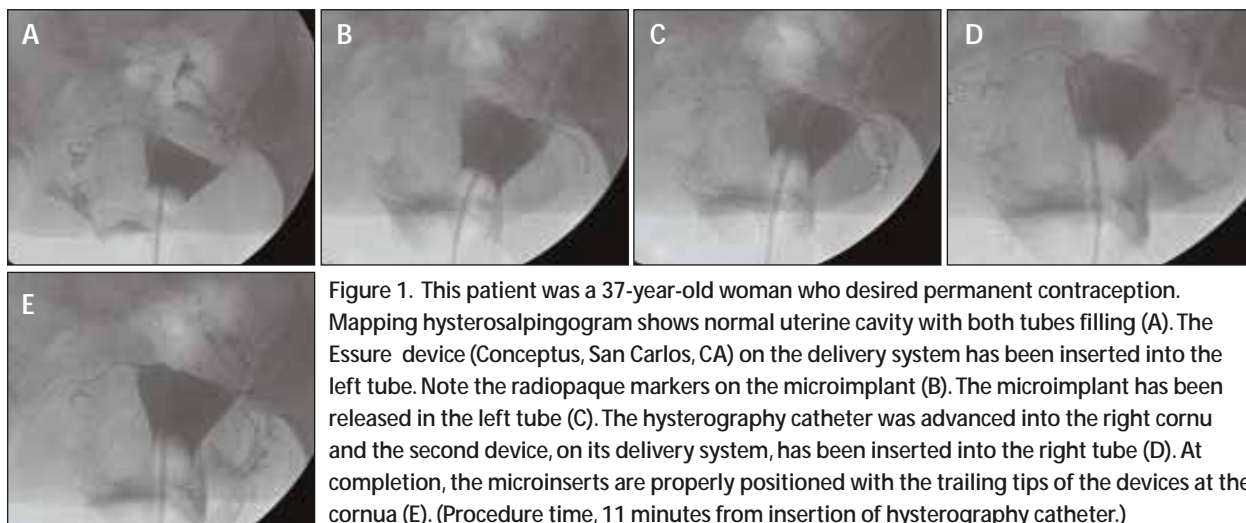 A
B
C
D
E
Figure 1. This patient was a 37-year-old woman who desired permanent contraception.
Mapping hysterosalpingogram shows normal uterine cavity with both tubes filling (A). The
Essure device (Conceptus, San Carlos, CA) on the delivery system has been inserted into the
left tube. Note the radiopaque markers on the microimplant (B). The microimplant has been
released in the left tube (C). The hysterography catheter was advanced into the right cornu
and the second device, on its delivery system, has been inserted into the right tube (D). At
completion, the microinserts are properly positioned with the trailing tips of the devices at the
cornua (E). (Procedure time, 11 minutes from insertion of hysterography catheter.)